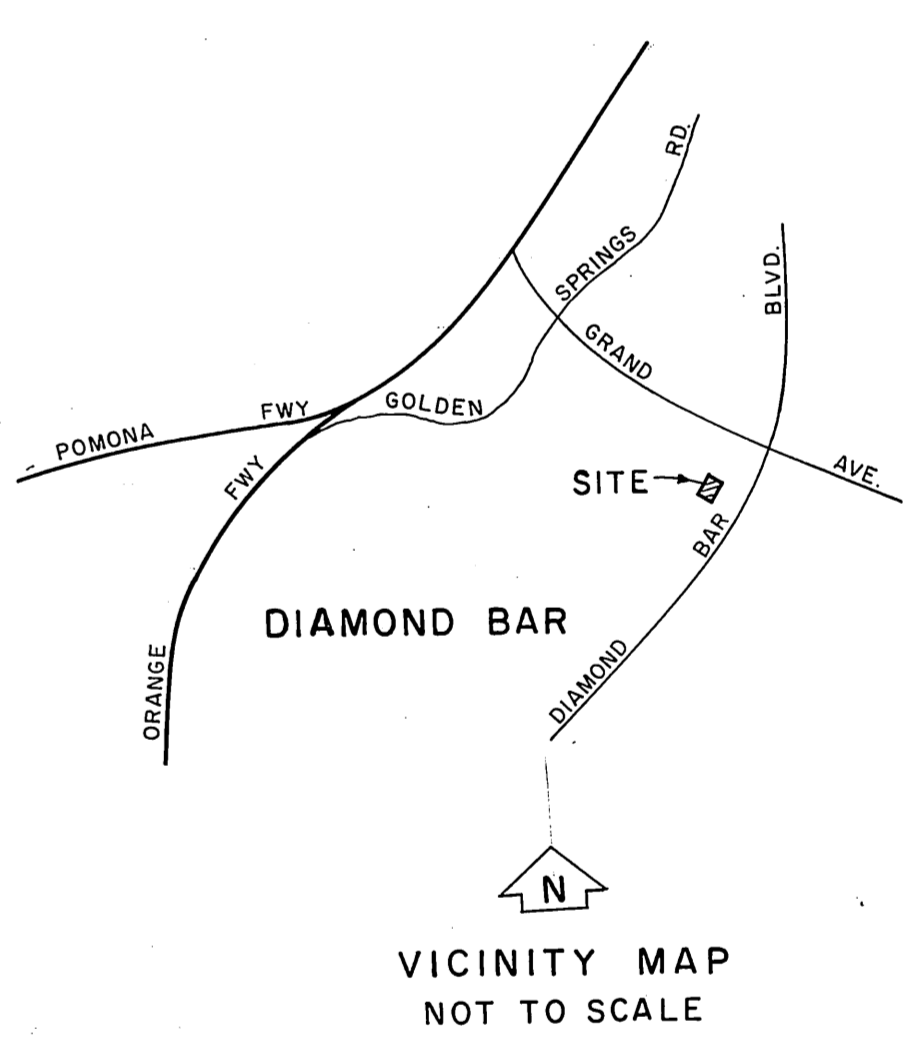 RD.
SPRINGS
BLVD.
GRAND
GOLDEN
FWY
POMONA
FWY
AVE.
SITE
BAR
DIAMOND BAR
DIAMOND
ORANGE
N
VICINITY MAP
NOT TO SCALE